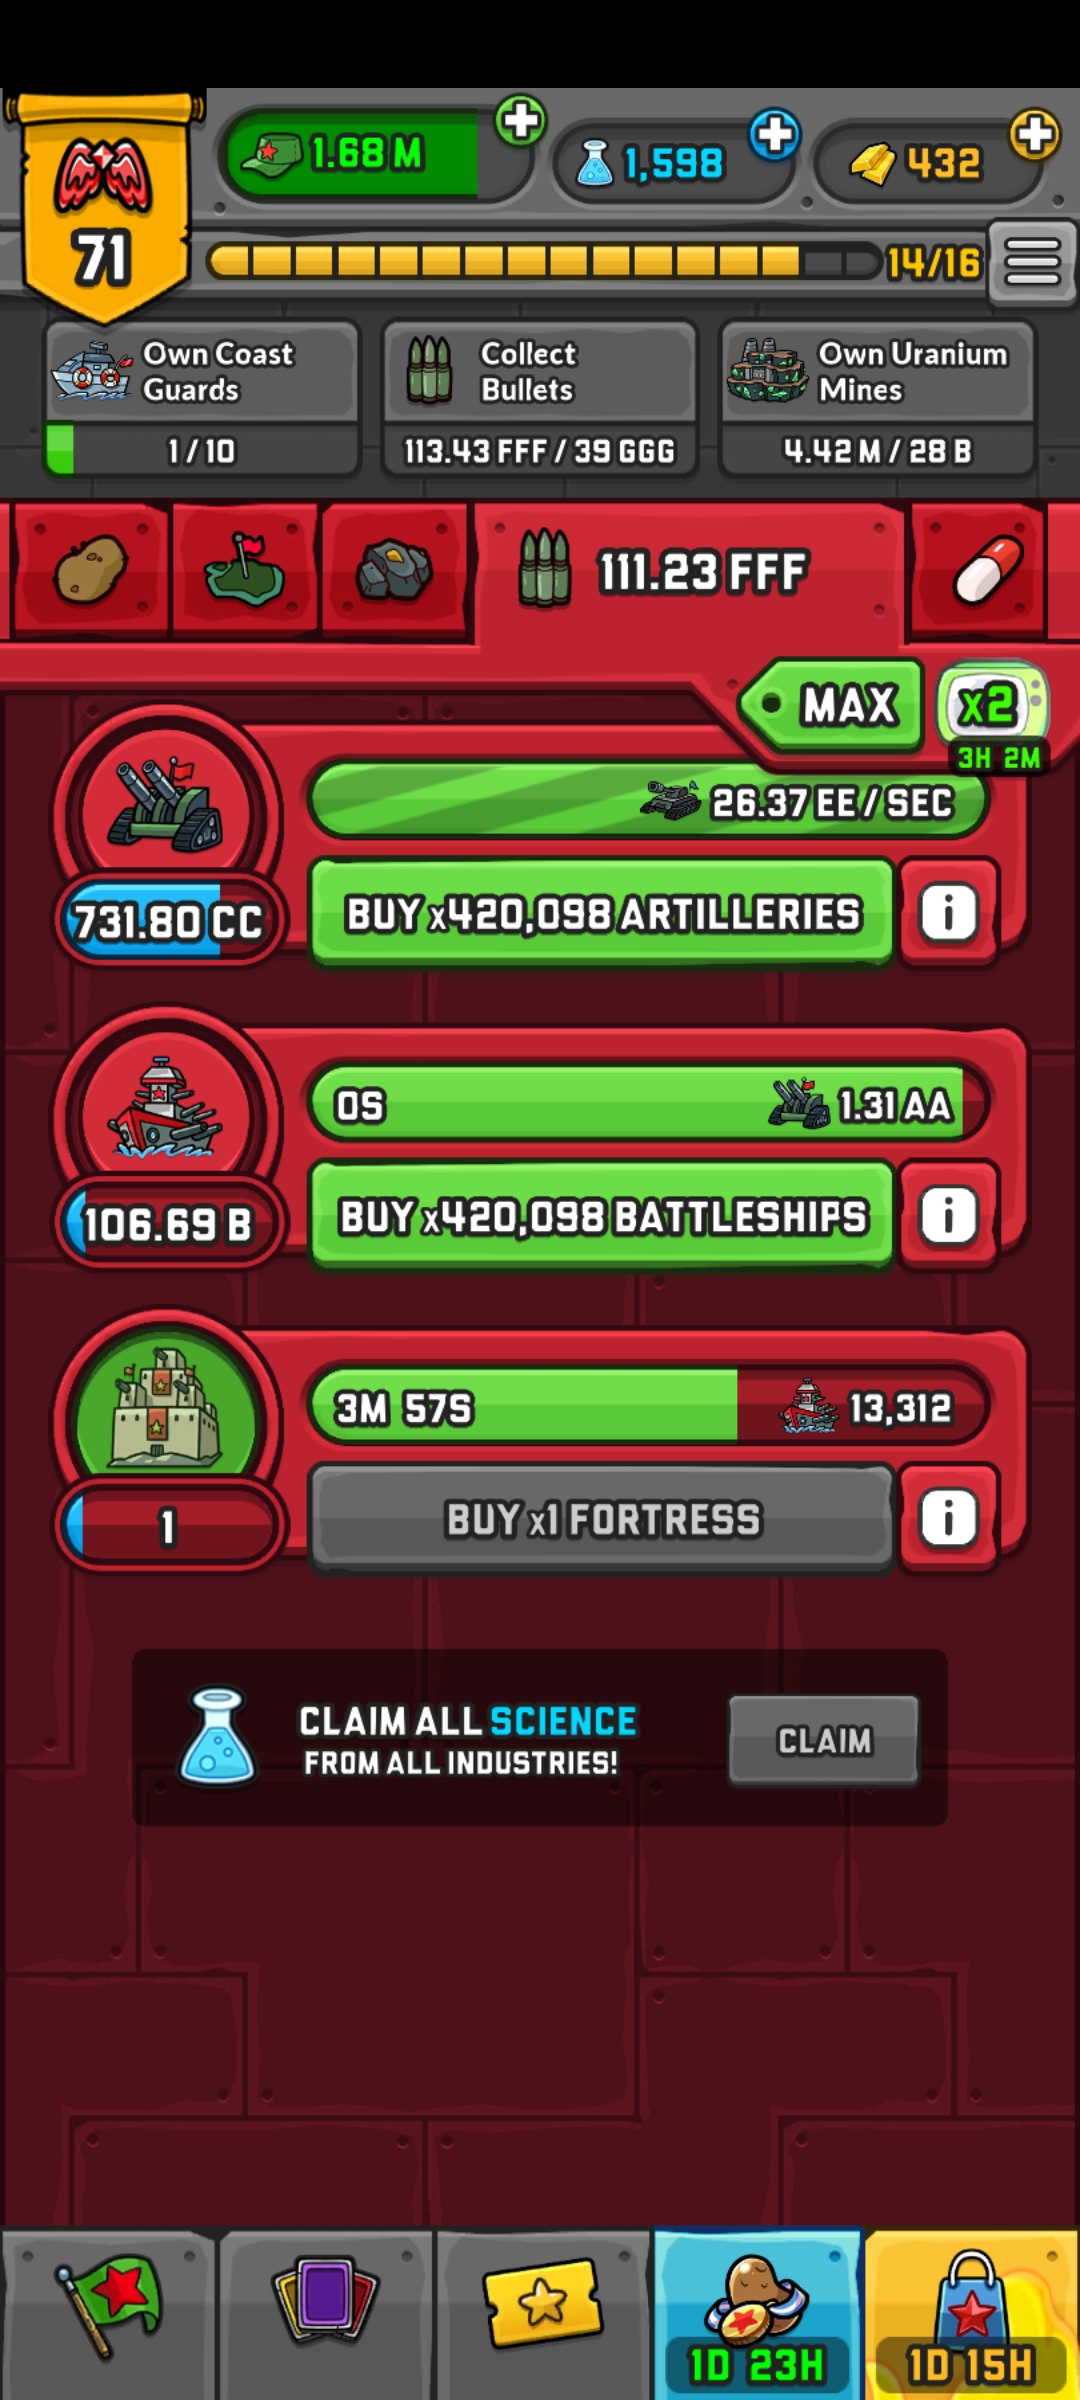 71
1.68 M
1,598
432
14/16
Own Coast
Guards
1 / 10
Collect
Bullets
113.43 FFF / 39 GGG
Own Uranium
Mines
4.42 M / 28 B
111.23 FFF
MAX
x2
3H 2M
26.37 EE / SEC
731.80 CC
BUY x420,098 ARTILLERIES
i
0S
1.31 AA
106.69 B
BUY x420,098 BATTLESHIPS
i
3M 57S
13,312
1
BUY x1 FORTRESS
i
CLAIM ALL SCIENCE
FROM ALL INDUSTRIES!
CLAIM
1D 23H
1D 15H